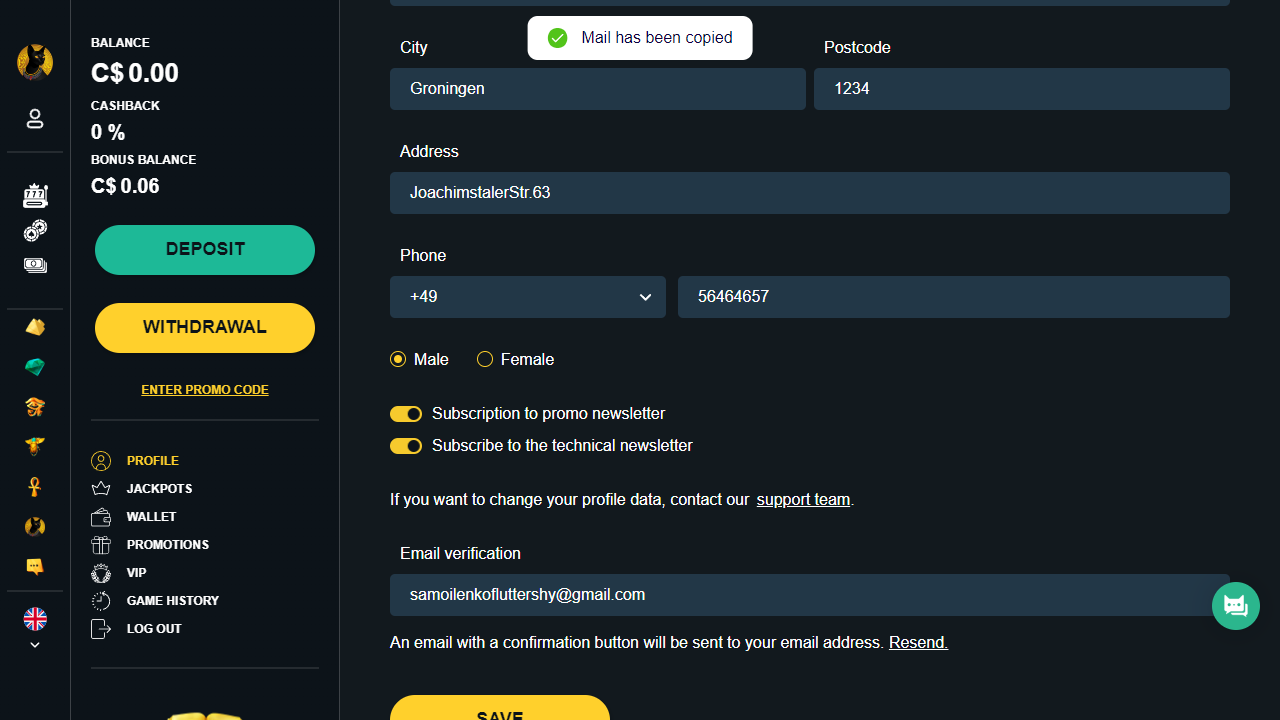 BALANCE
C$ 0.00
CASHBACK
0 %
BONUS BALANCE
C$ 0.06
DEPOSIT
WITHDRAWAL
ENTER PROMO CODE
PROFILE
JACKPOTS
WALLET
PROMOTIONS
VIP
GAME HISTORY
LOG OUT
Mail has been copied
City
Postcode
Groningen
1234
Address
JoachimstalerStr.63
Phone
+49
56464657
Male
Female
Subscription to promo newsletter
Subscribe to the technical newsletter
If you want to change your profile data, contact our support team.
Email verification
samoilenkofluttershy@gmail.com
An email with a confirmation button will be sent to your email address. Resend.
SAVE